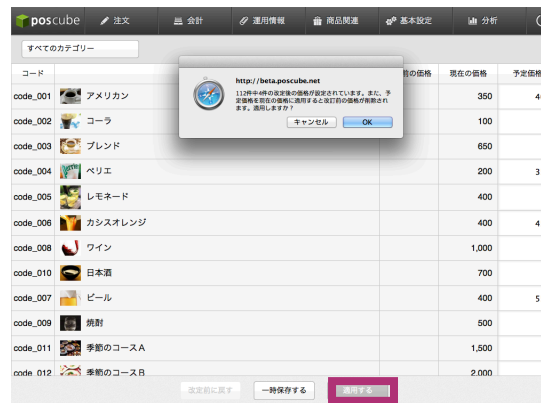 poscube 注文 会計 運用情報 商品関連 基本設定 分析
すべてのカテゴリー
http://beta.poscube.net
112件中4件の改定後の価格が設定されています。また、予
定価格を現在の価格に適用すると改訂前の価格が削除され
ます。適用しますか？
キャンセル OK
コード 前の価格 現在の価格 予定価格
code_001 アメリカン 350 4
code_002 コーラ 100
code_003 ブレンド 650
code_004 ペリエ 200 3
code_005 レモネード 400
code_006 カシスオレンジ 400 4
code_008 ワイン 1,000
code_010 日本酒 700
code_007 ビール 400 5
code_009 焼酎 500
code_011 季節のコースA 1,500
code_012 季節のコースB 2,000
改定前に戻す 一時保存する 適用する